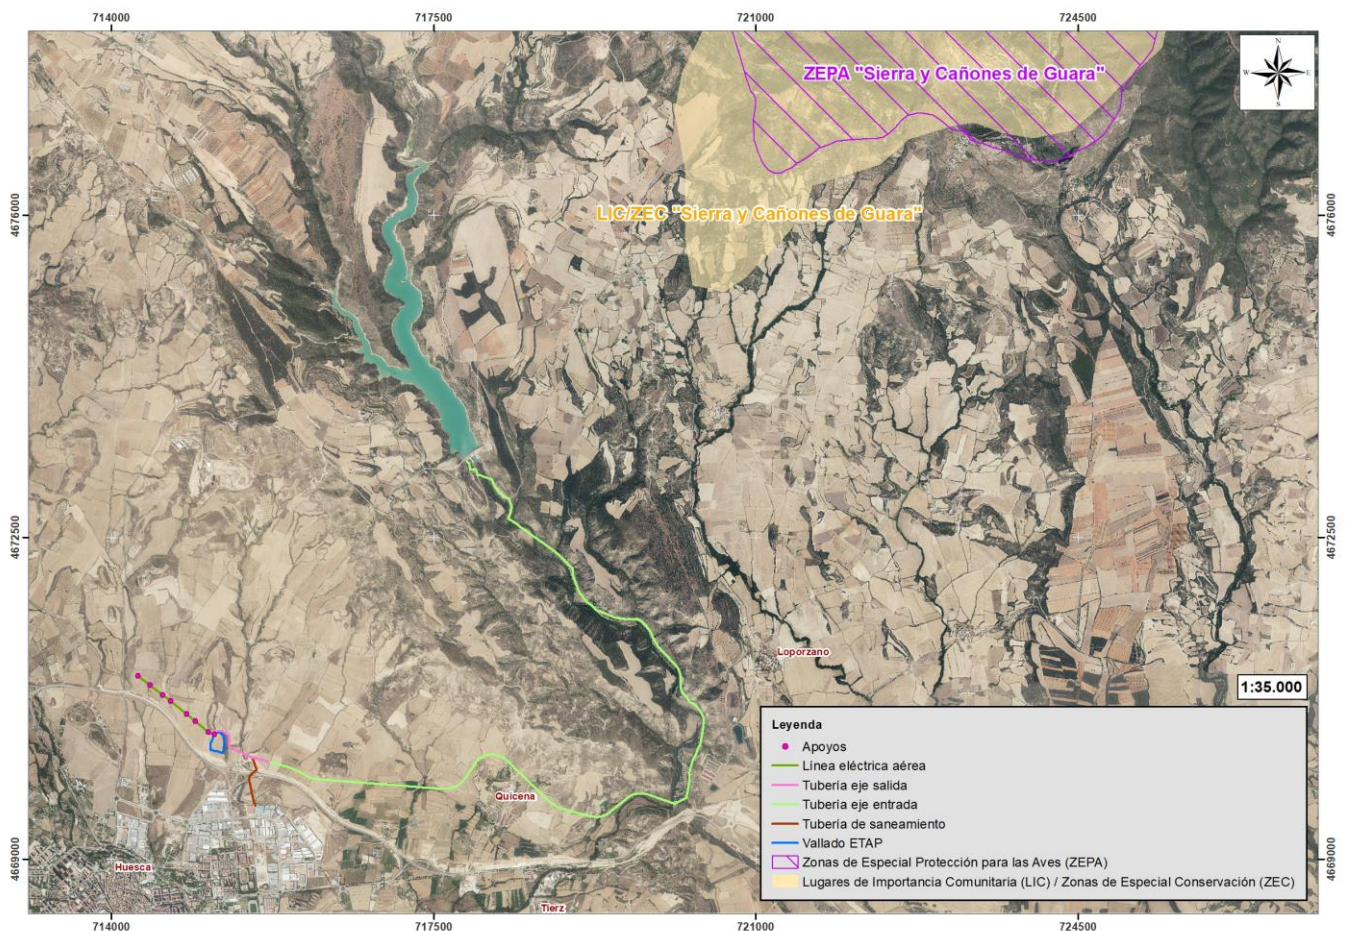 714000
717500
721000
724500
N
W
E
S
ZEPA "Sierra y Cañones de Guara"
4676000
LIC/ZEC "Sierra y Cañones de Guara"
4676000
4672500
4672500
Loporzano
1:35.000
Leyenda
Apoyos
Línea eléctrica aérea
Tubería eje salida
Tubería eje entrada
Tubería de saneamiento
Vallado ETAP
Zonas de Especial Protección para las Aves (ZEPA)
Lugares de Importancia Comunitaria (LIC) / Zonas de Especial Conservación (ZEC)
Quicena
4669000
Huesca
4669000
Tierz
714000
717500
721000
724500